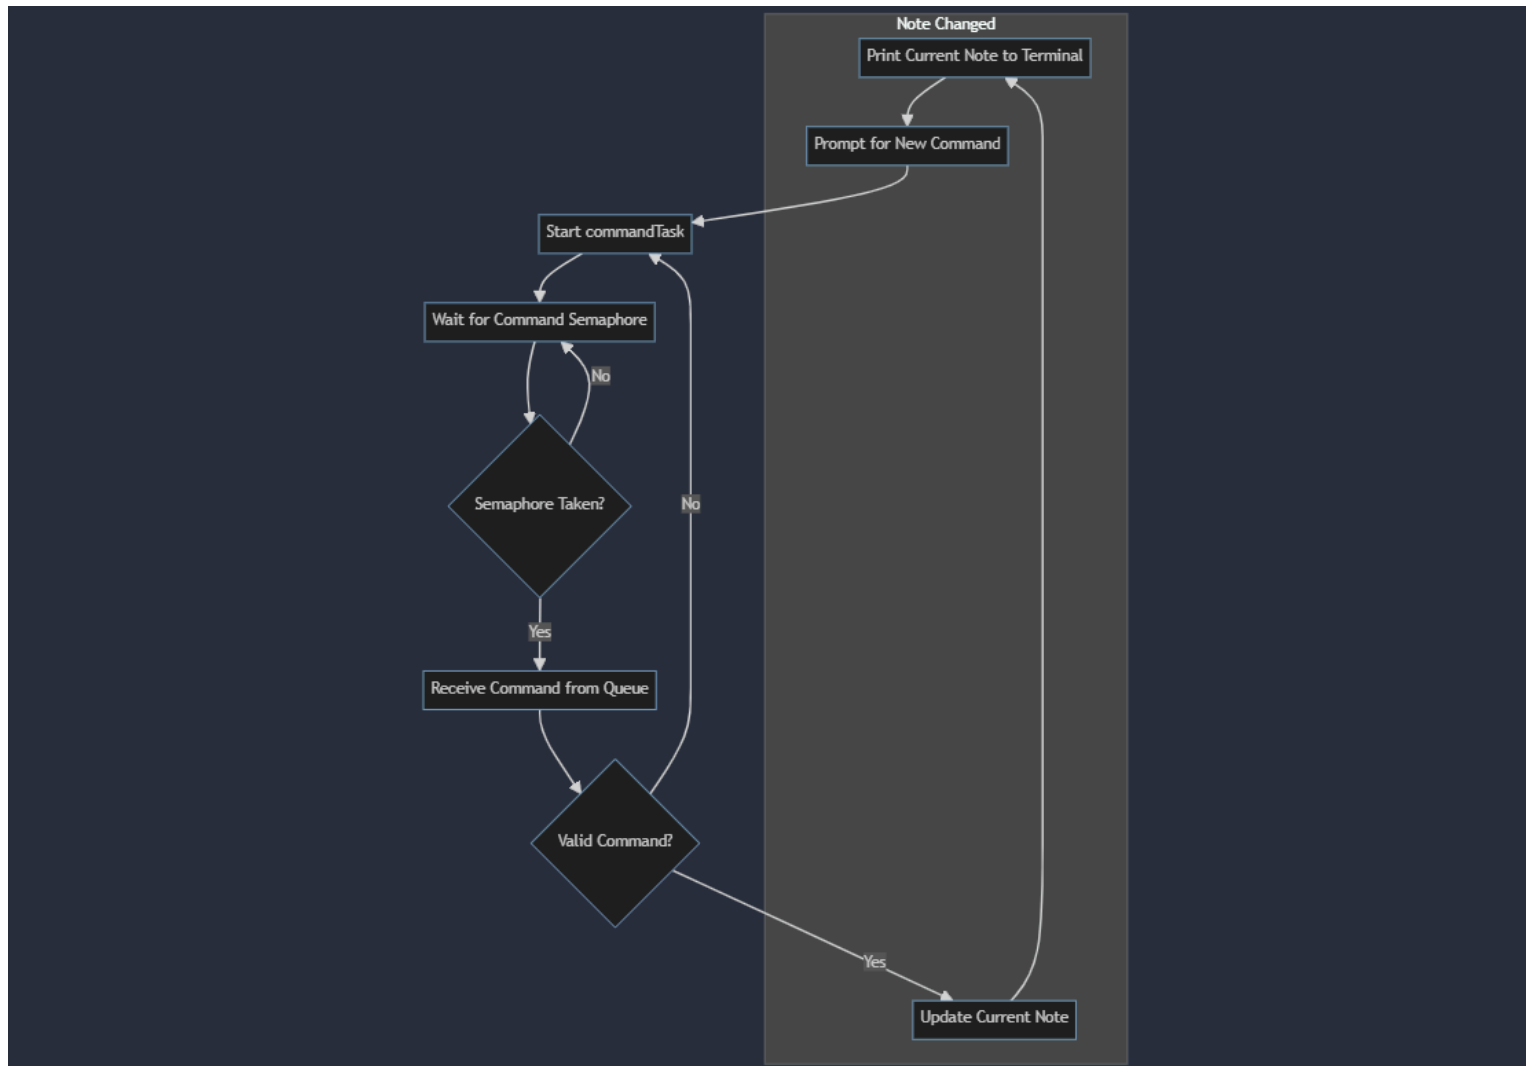 Note Changed
Print Current Note to Terminal
Prompt for New Command
Start commandTask
Wait for Command Semaphore
No
Semaphore Taken?
No
Yes
Receive Command from Queue
Valid Command?
Yes
Update Current Note